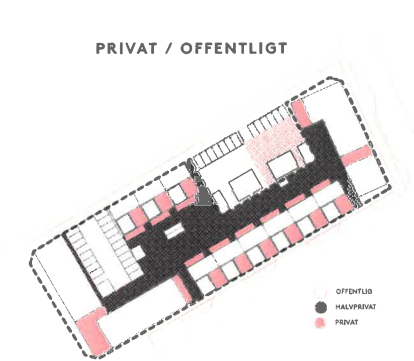 PRIVAT / OFFENTLIGT
OFFENTLIG
HALVPRIVAT
PRIVAT